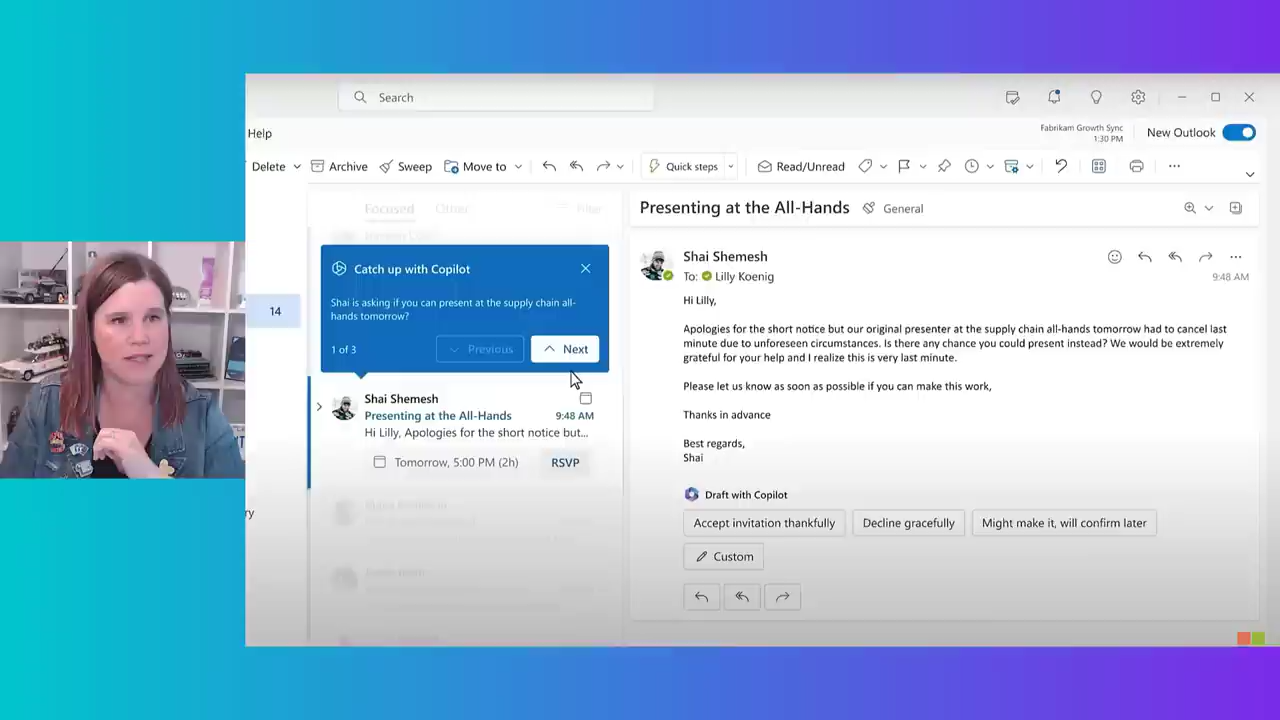 Search
Help
Fabrikam Growth Sync
1:30 PM
New Outlook
Delete
Archive
Sweep
Move to
Quick steps
Read/Unread
Focused
Other
Filter
Catch up with Copilot
Shai is asking if you can present at the supply chain all-
hands tomorrow?
1 of 3
Previous
Next
14
Shai Shemesh
Presenting at the All-Hands
9:48 AM
Hi Lilly, Apologies for the short notice but...
Tomorrow, 5:00 PM (2h)
RSVP
ry
Presenting at the All-Hands
General
Shai Shemesh
To: Lilly Koenig
9:48 AM
Hi Lilly,
Apologies for the short notice but our original presenter at the supply chain all-hands tomorrow had to cancel last
minute due to unforeseen circumstances. Is there any chance you could present instead? We would be extremely
grateful for your help and I realize this is very last minute.
Please let us know as soon as possible if you can make this work,
Thanks in advance
Best regards,
Shai
Draft with Copilot
Accept invitation thankfully
Decline gracefully
Might make it, will confirm later
Custom